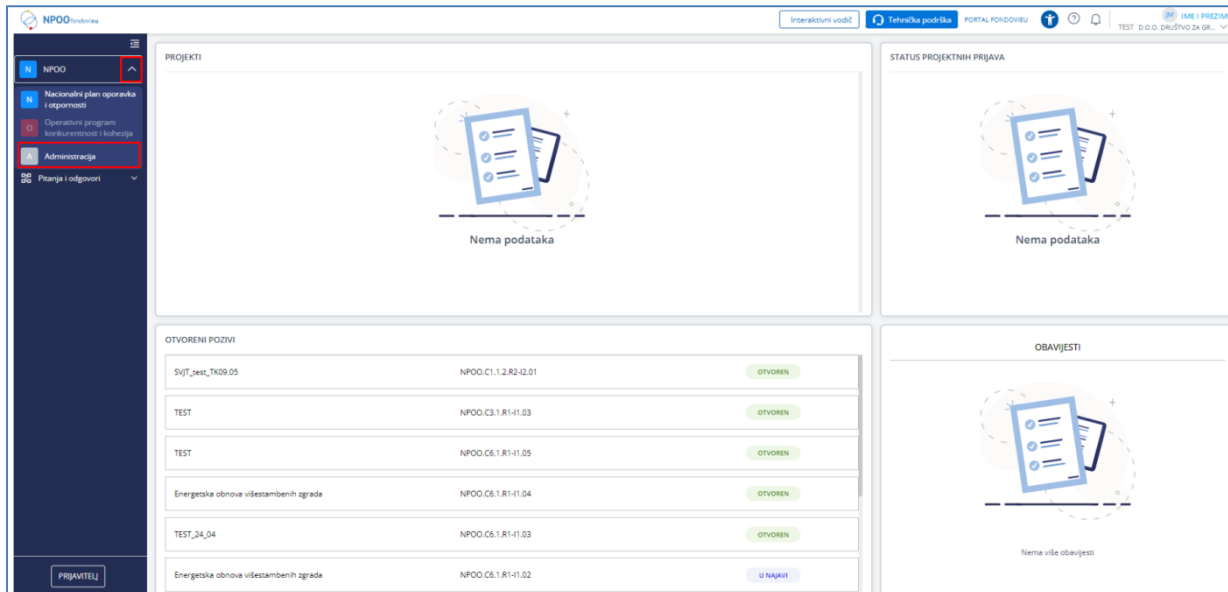 NPOO fondovieu
Interaktivni vodič
Tehnička podrška
PORTAL FONDOVIEU
JM
IME I PREZIME
TEST D.O.O. DRUŠTVO ZA GR...
N
NPOO
N
Nacionalni plan oporavka
i otpornosti
O
Operativni program
konkurentnost i kohezija
A
Administracija
Pitanja i odgovori
PRIJAVITELJ
PROJEKTI
Nema podataka
STATUS PROJEKTNIH PRIJAVA
Nema podataka
OTVORENI POZIVI
SVJT_test_TK09.05 NPOO.C1.1.2.R2-I2.01 OTVOREN
TEST NPOO.C3.1.R1-I1.03 OTVOREN
TEST NPOO.C6.1.R1-I1.05 OTVOREN
Energetska obnova višestambenih zgrada NPOO.C6.1.R1-I1.04 OTVOREN
TEST_24_04 NPOO.C6.1.R1-I1.03 OTVOREN
Energetska obnova višestambenih zgrada NPOO.C6.1.R1-I1.02 U NAJAVI
OBAVIJESTI
Nema više obavijesti